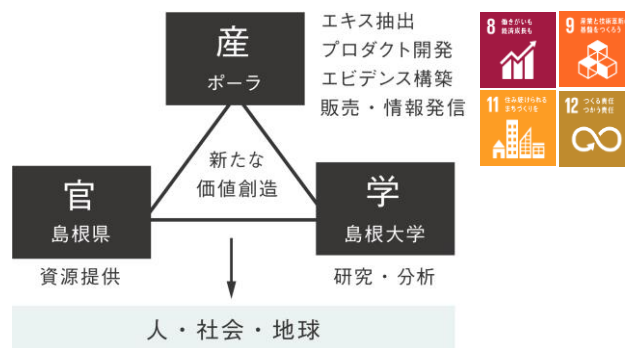 産
ポーラ
エキス抽出
プロダクト開発
エビデンス構築
販売・情報発信
8 働きがいも
経済成長も
9 産業と技術革新の
基盤をつくろう
11 住み続けられる
まちづくりを
12 つくる責任
つかう責任
新たな
価値創造
官
島根県
学
島根大学
資源提供
研究・分析
人・社会・地球